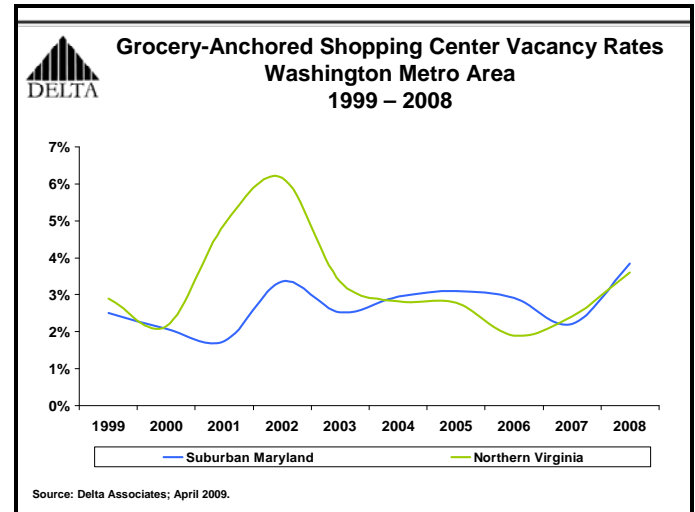 DELTA
Grocery-Anchored Shopping Center Vacancy Rates
Washington Metro Area
1999 – 2008
7%
6%
5%
4%
3%
2%
1%
0%
1999 2000 2001 2002 2003 2004 2005 2006 2007 2008
Suburban Maryland Northern Virginia
Source: Delta Associates; April 2009.